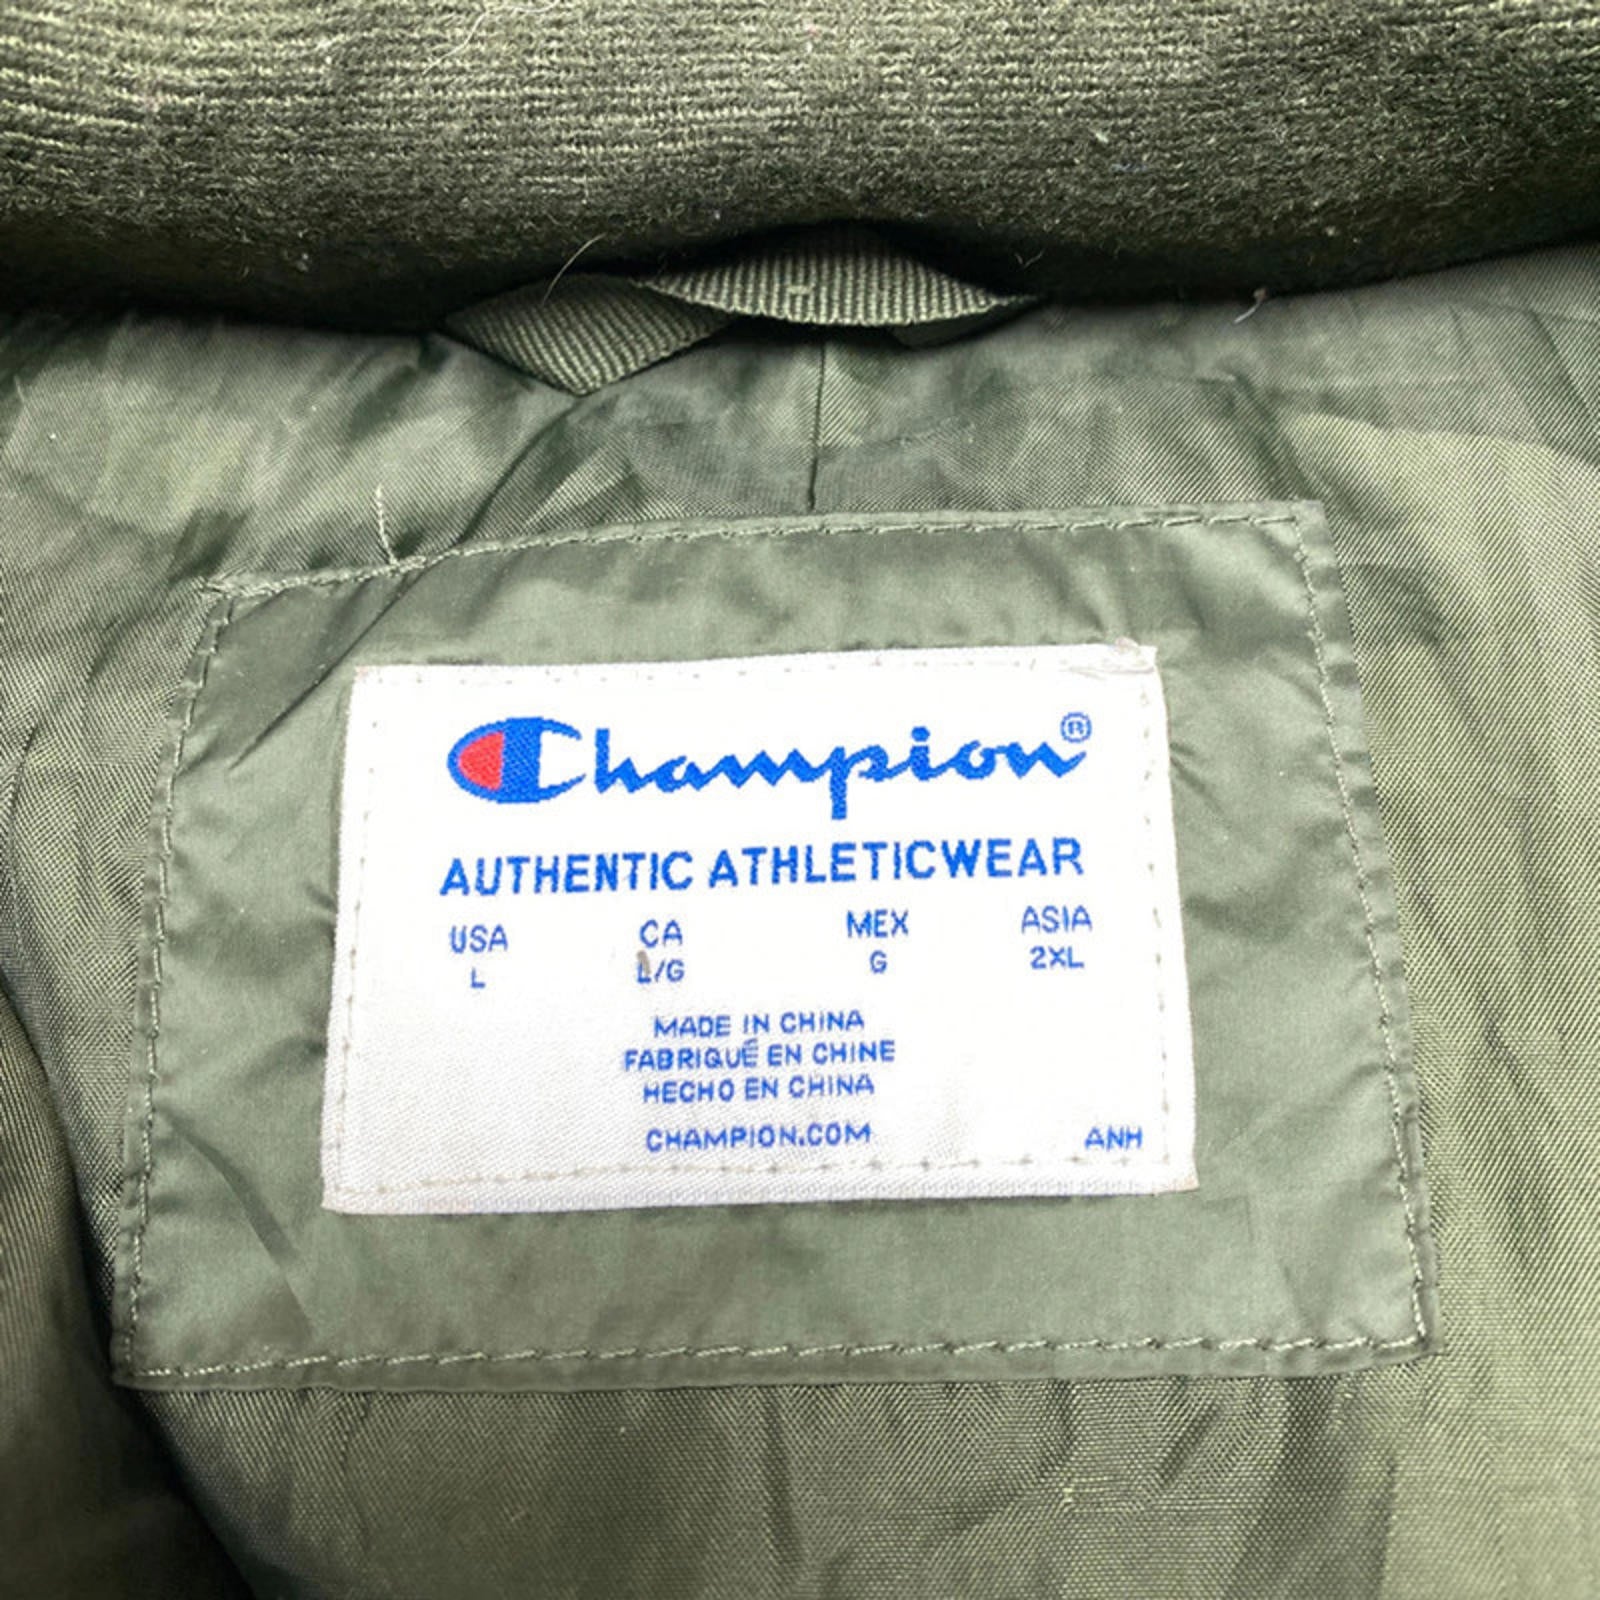 Champion®
AUTHENTIC ATHLETICWEAR
USA CA MEX ASIA
L L/G G 2XL
MADE IN CHINA
FABRIQUÉ EN CHINE
HECHO EN CHINA
CHAMPION.COM ANH